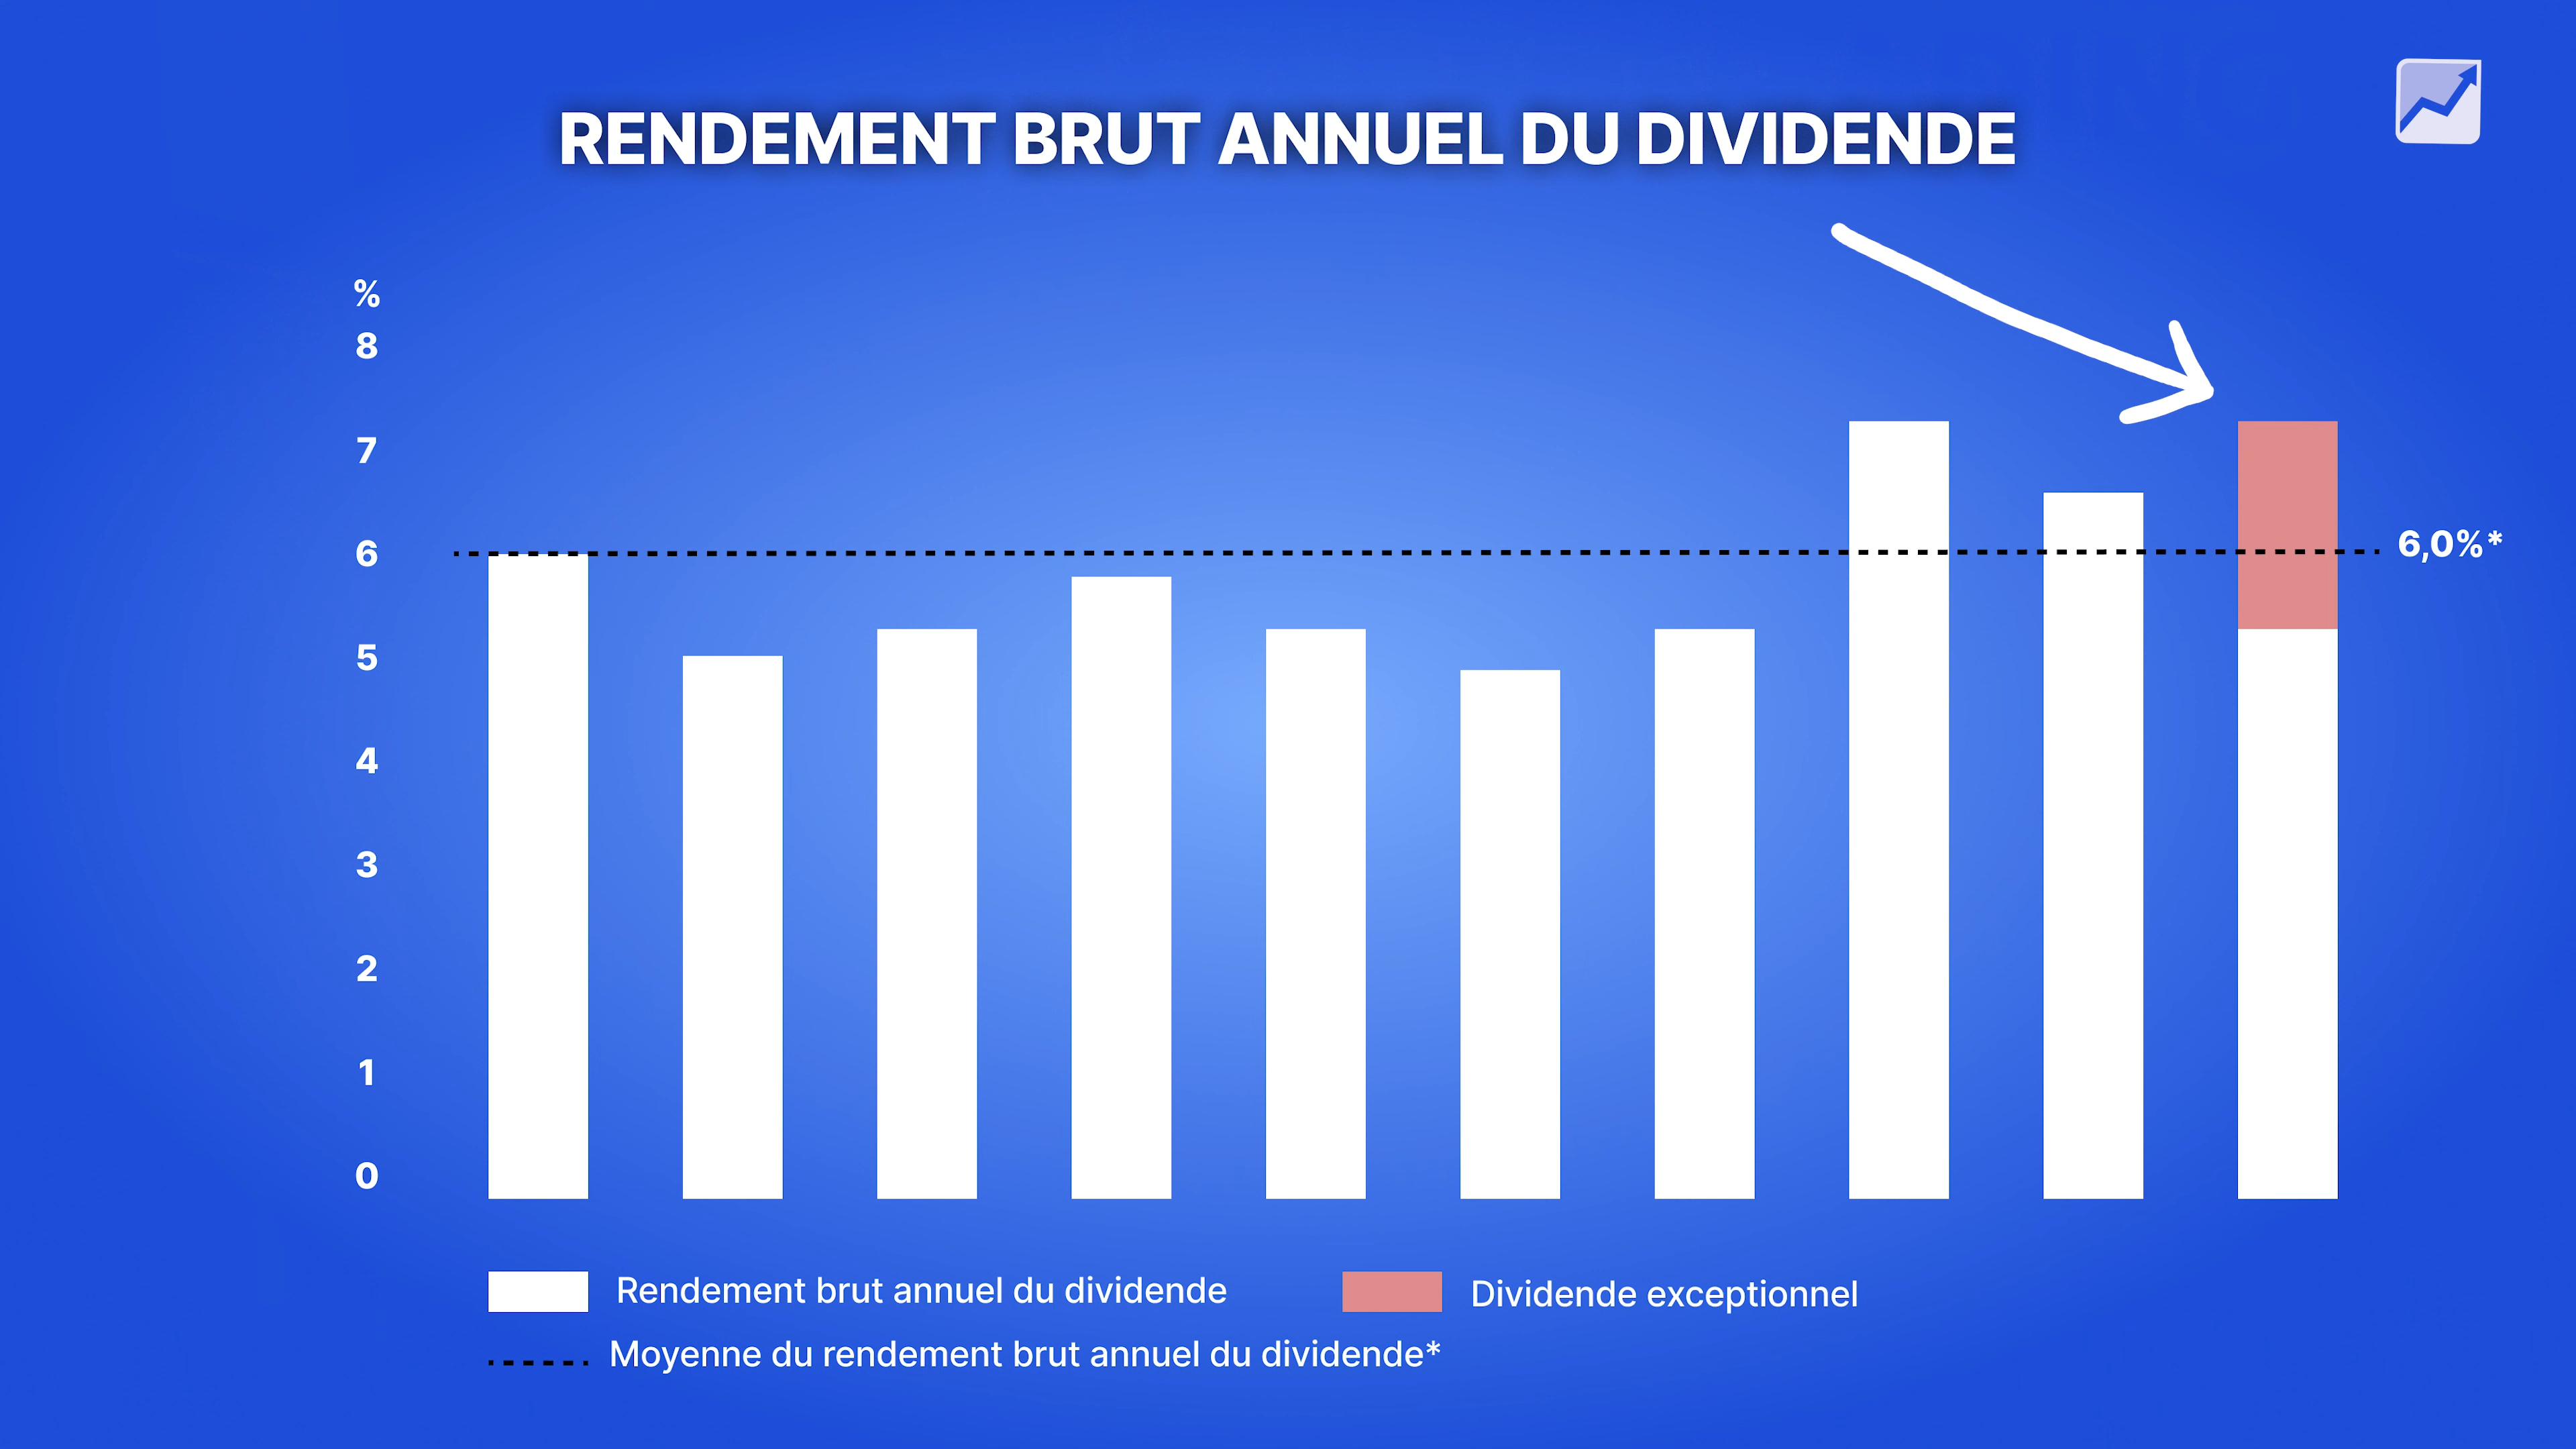 RENDEMENT BRUT ANNUEL DU DIVIDENDE
%
8
7
6
6,0%*
5
4
3
2
1
0
Rendement brut annuel du dividende
Dividende exceptionnel
Moyenne du rendement brut annuel du dividende*